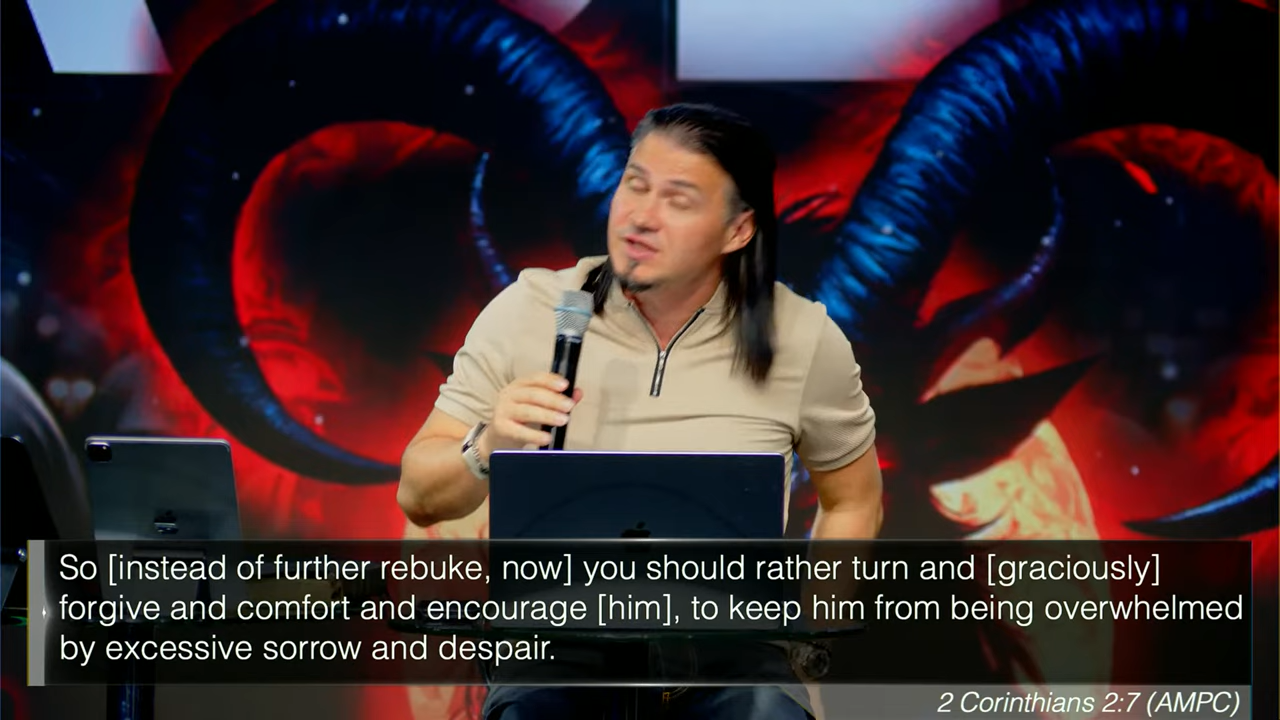 So [instead of further rebuke, now] you should rather turn and [graciously]
forgive and comfort and encourage [him], to keep him from being overwhelmed
by excessive sorrow and despair.
2 Corinthians 2:7 (AMPC)